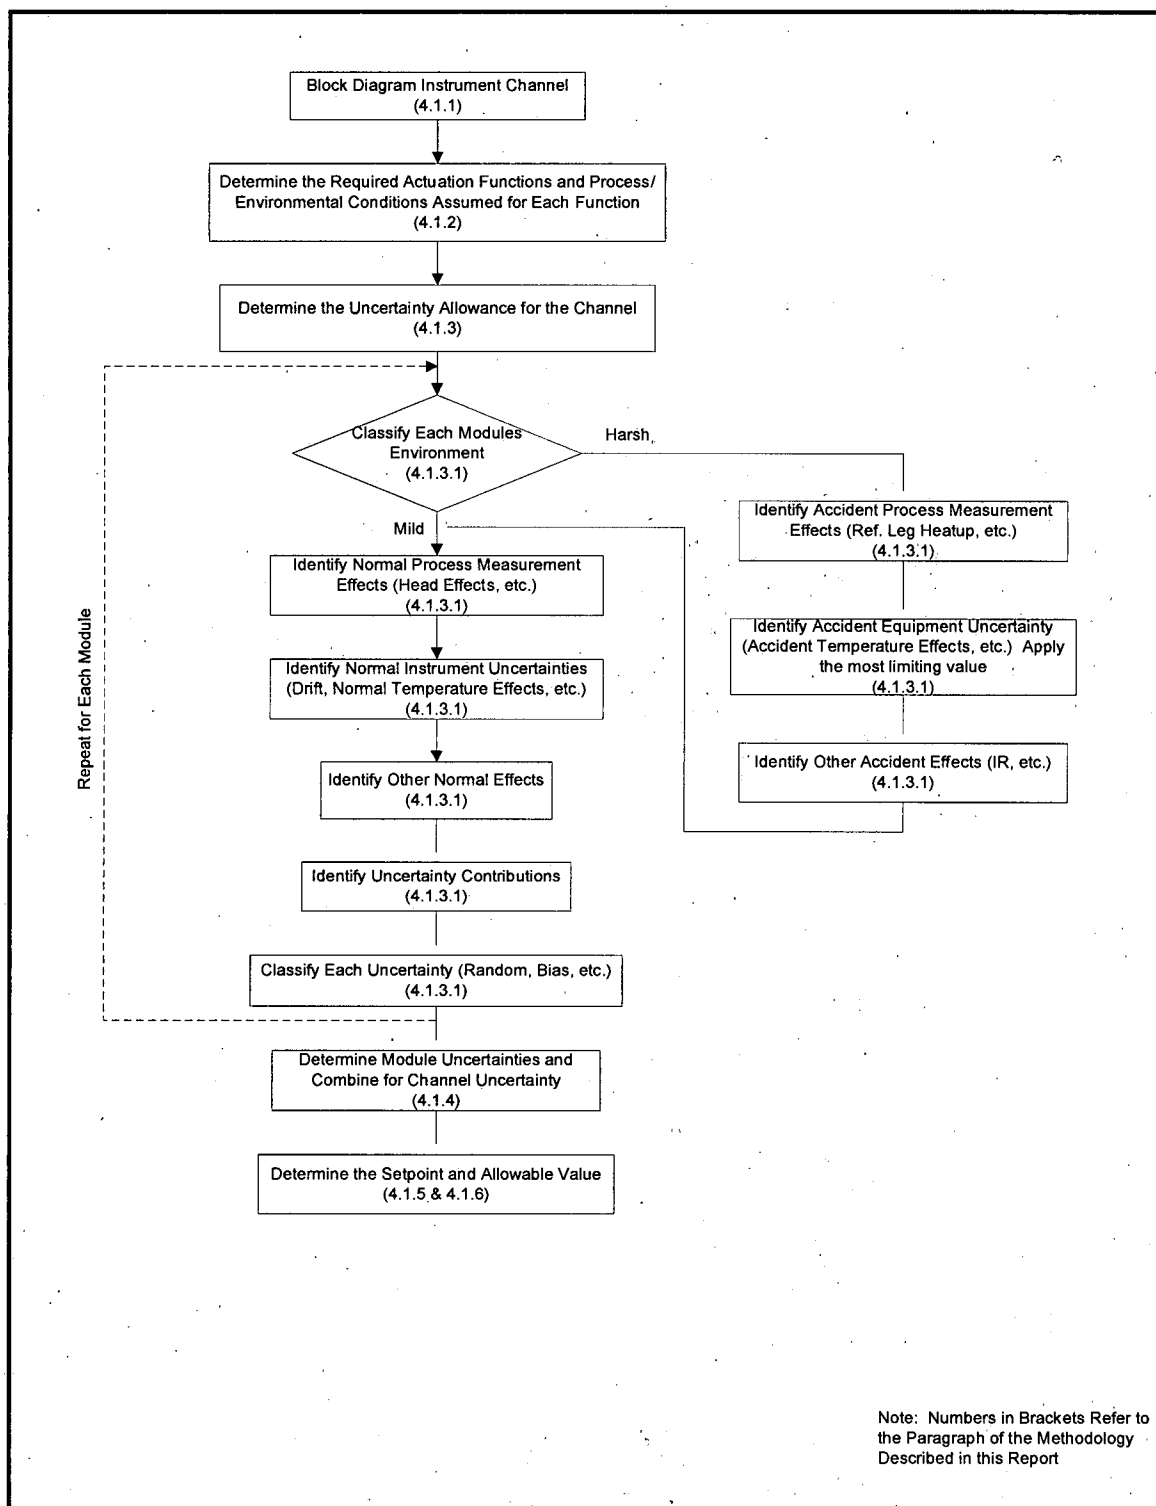 Block Diagram Instrument Channel
(4.1.1)
Determine the Required Actuation Functions and Process/
Environmental Conditions Assumed for Each Function
(4.1.2)
Determine the Uncertainty Allowance for the Channel
(4.1.3)
Classify Each Modules
Environment
(4.1.3.1)
Harsh
Mild
Identify Accident Process Measurement
Effects (Ref. Leg Heatup, etc.)
(4.1.3.1)
Identify Normal Process Measurement
Effects (Head Effects, etc.)
(4.1.3.1)
Identify Accident Equipment Uncertainty
(Accident Temperature Effects, etc.) Apply
the most limiting value
(4.1.3.1)
Identify Normal Instrument Uncertainties
(Drift, Normal Temperature Effects, etc.)
(4.1.3.1)
Identify Other Accident Effects (IR, etc.)
(4.1.3.1)
Identify Other Normal Effects
(4.1.3.1)
Repeat for Each Module
Identify Uncertainty Contributions
(4.1.3.1)
Classify Each Uncertainty (Random, Bias, etc.)
(4.1.3.1)
Determine Module Uncertainties and
Combine for Channel Uncertainty
(4.1.4)
Determine the Setpoint and Allowable Value
(4.1.5 & 4.1.6)
Note: Numbers in Brackets Refer to
the Paragraph of the Methodology
Described in this Report